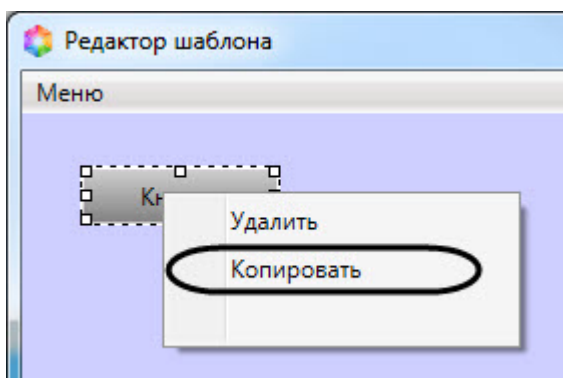 Редактор шаблона
Меню
Удалить
Копировать